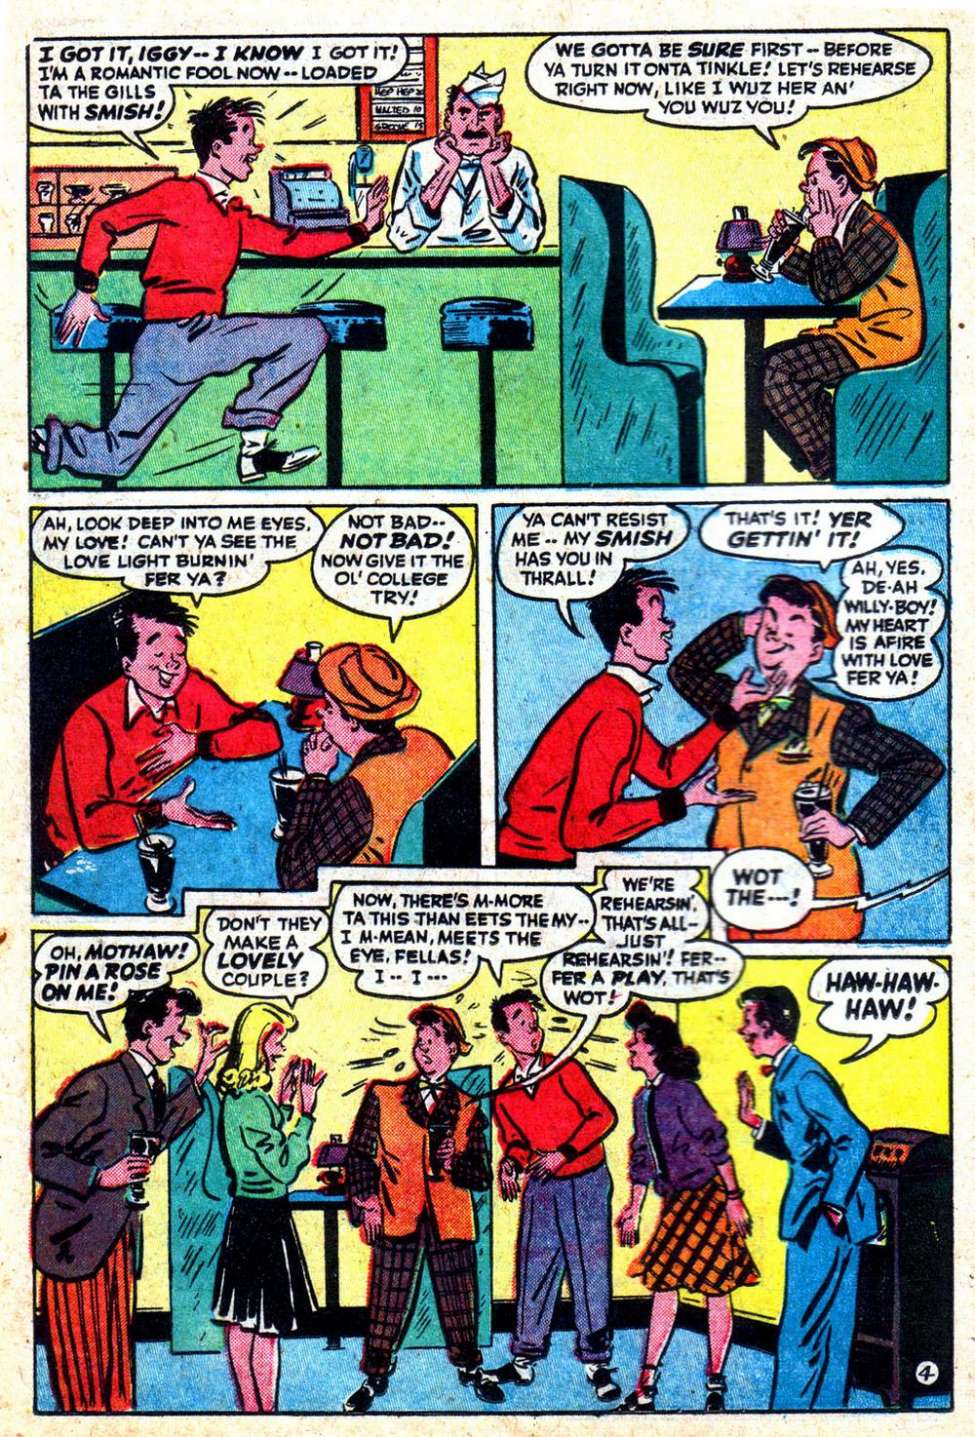 I GOT IT, IGGY-- I KNOW I GOT IT!
I'M A ROMANTIC FOOL NOW -- LOADED
TA THE GILLS
WITH SMISH!
HEP HEP 20
MALTED 10
WE GOTTA BE SURE FIRST -- BEFORE
YA TURN IT ONTA TINKLE! LET'S REHEARSE
RIGHT NOW, LIKE I WUZ HER AN'
YOU WUZ YOU!
AH, LOOK DEEP INTO ME EYES,
MY LOVE! CAN'T YA SEE THE
LOVE LIGHT BURNIN'
FER YA?
NOT BAD--
NOT BAD!
NOW GIVE IT THE
OL' COLLEGE
TRY!
YA CAN'T RESIST
ME -- MY SMISH
HAS YOU IN
THRALL!
THAT'S IT! YER
GETTIN' IT!
AH, YES,
DE-AH
WILLY-BOY!
MY HEART
IS AFIRE
WITH LOVE
FER YA!
WOT
THE---!
OH, MOTHAW!
PIN A ROSE
ON ME!
DON'T THEY
MAKE A
LOVELY
COUPLE?
NOW, THERE'S M-MORE
TA THIS THAN EETS THE MY--
I M-MEAN, MEETS THE
EYE, FELLAS!
I -- I ---
WE'RE
REHEARSIN',
THAT'S ALL--
JUST
REHEARSIN'! FER--
FER A PLAY, THAT'S
WOT!
HAW-HAW-
HAW!
4